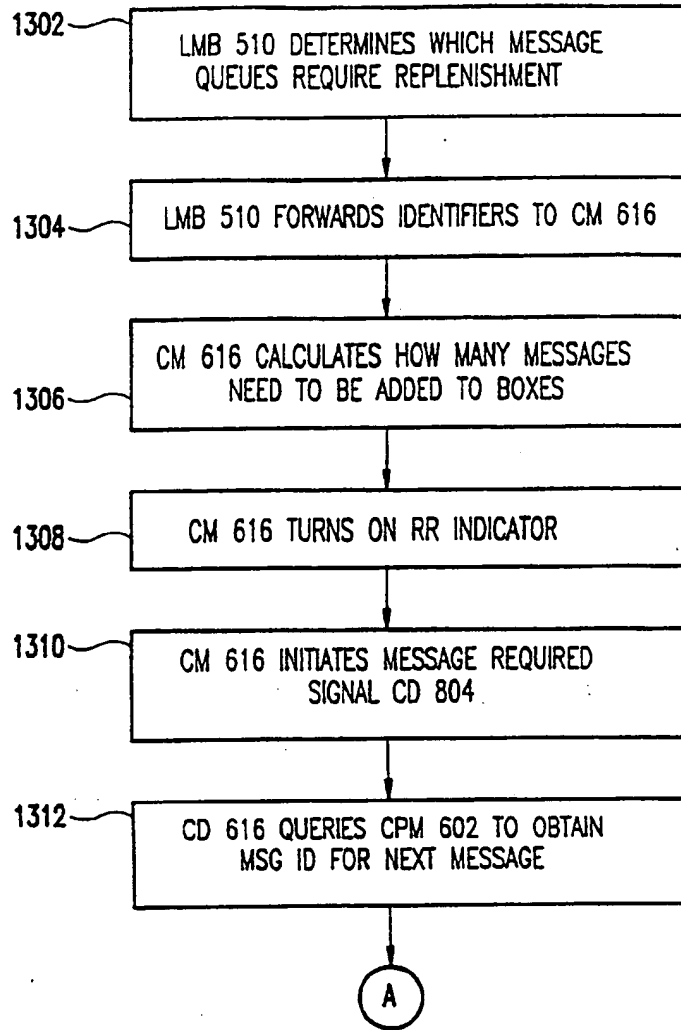 1302
LMB 510 DETERMINES WHICH MESSAGE
QUEUES REQUIRE REPLENISHMENT
1304
LMB 510 FORWARDS IDENTIFIERS TO CM 616
1306
CM 616 CALCULATES HOW MANY MESSAGES
NEED TO BE ADDED TO BOXES
1308
CM 616 TURNS ON RR INDICATOR
1310
CM 616 INITIATES MESSAGE REQUIRED
SIGNAL CD 804
1312
CD 616 QUERIES CPM 602 TO OBTAIN
MSG ID FOR NEXT MESSAGE
A